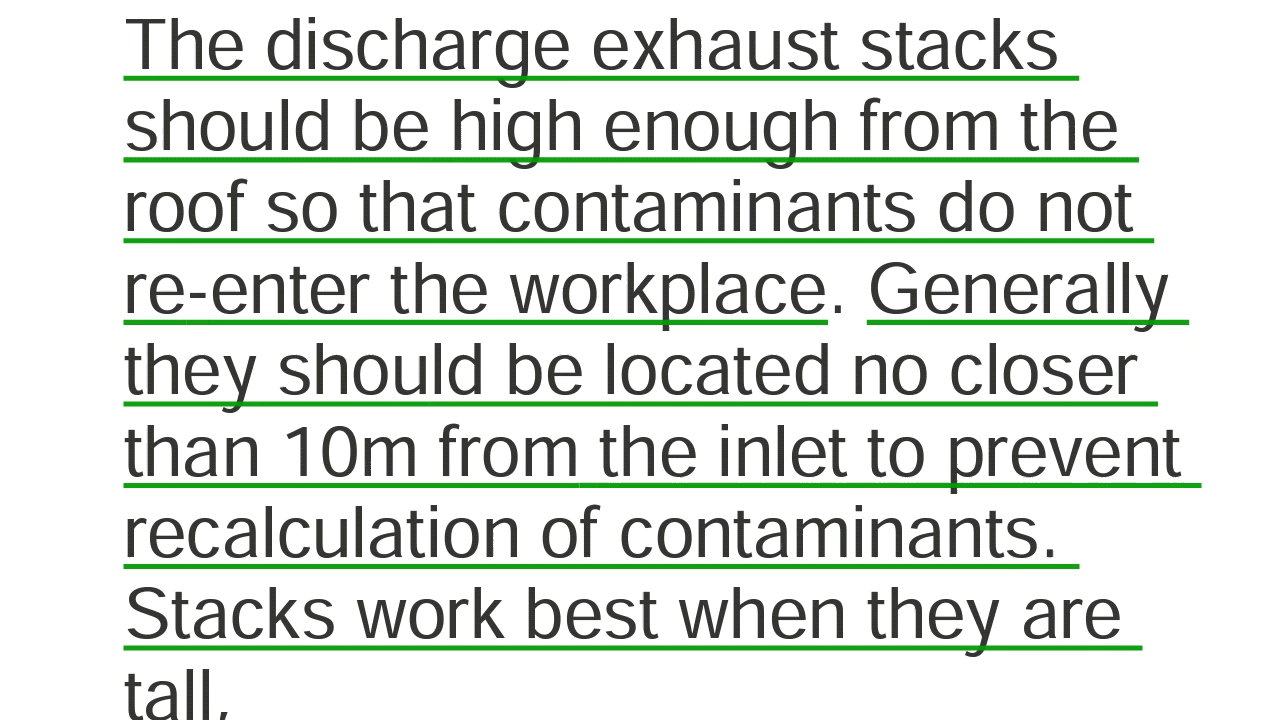 The discharge exhaust stacks
should be high enough from the
roof so that contaminants do not
re-enter the workplace. Generally
they should be located no closer
than 10m from the inlet to prevent
recalculation of contaminants.
Stacks work best when they are
tall,